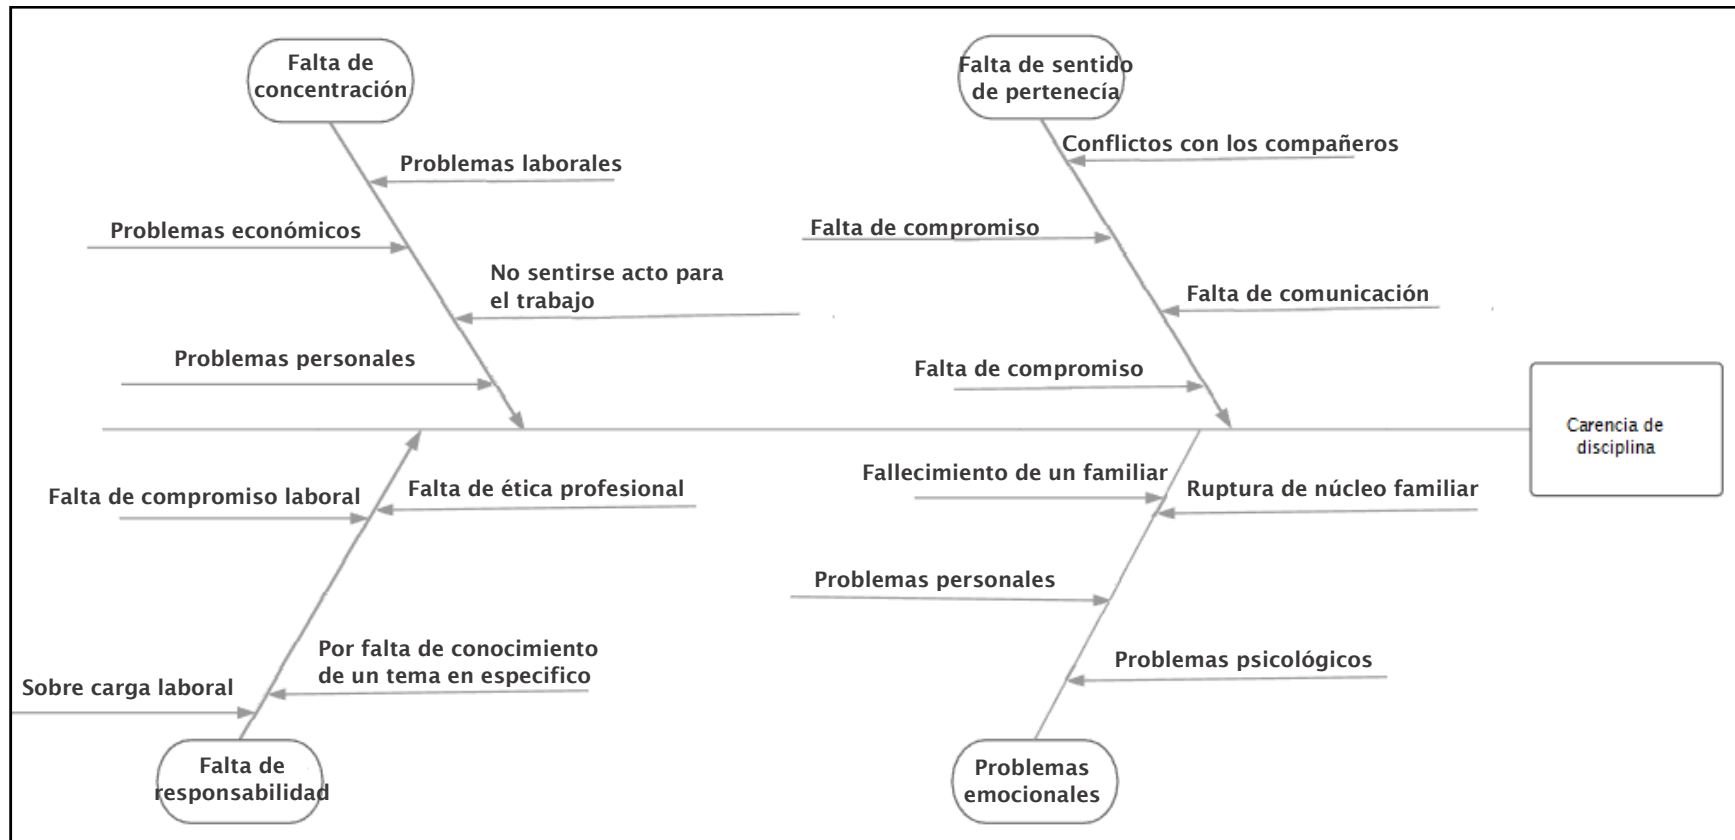 Falta de
concentración
Falta de sentido
de pertenecía
Conflictos con los compañeros
Problemas laborales
Falta de compromiso
Problemas económicos
No sentirse acto para
el trabajo
Falta de comunicación
Problemas personales
Falta de compromiso
Carencia de
disciplina
Fallecimiento de un familiar
Falta de compromiso laboral
Falta de ética profesional
Ruptura de núcleo familiar
Problemas personales
Por falta de conocimiento
de un tema en especifico
Problemas psicológicos
Sobre carga laboral
Falta de
responsabilidad
Problemas
emocionales